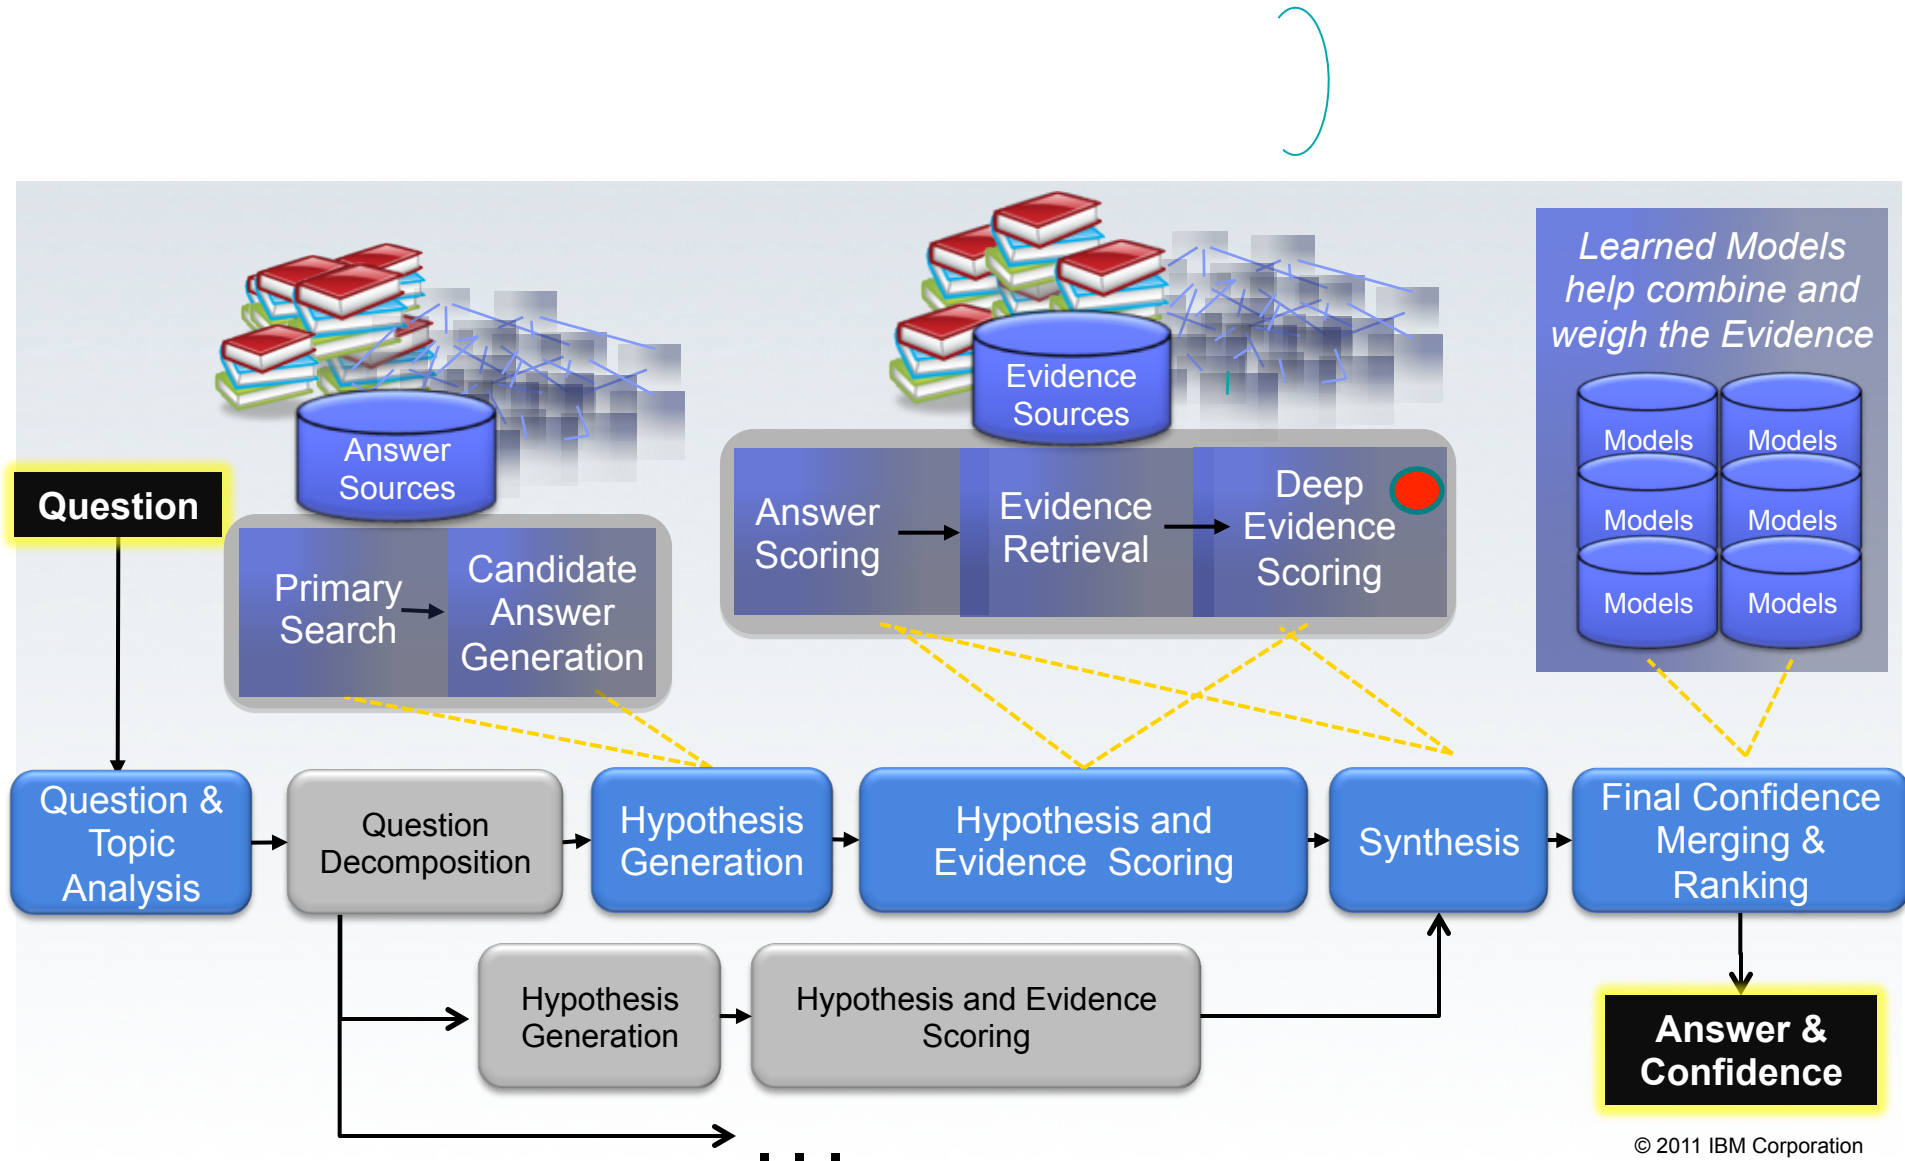 Learned Models
help combine and
weigh the Evidence
Models
Models
Models
Models
Models
Models
Evidence
Sources
Answer
Sources
Question
Primary
Search
Candidate
Answer
Generation
Answer
Scoring
Evidence
Retrieval
Deep
Evidence
Scoring
Question &
Topic
Analysis
Question
Decomposition
Hypothesis
Generation
Hypothesis and
Evidence Scoring
Synthesis
Final Confidence
Merging &
Ranking
Hypothesis
Generation
Hypothesis and Evidence
Scoring
. . .
Answer &
Confidence
© 2011 IBM Corporation